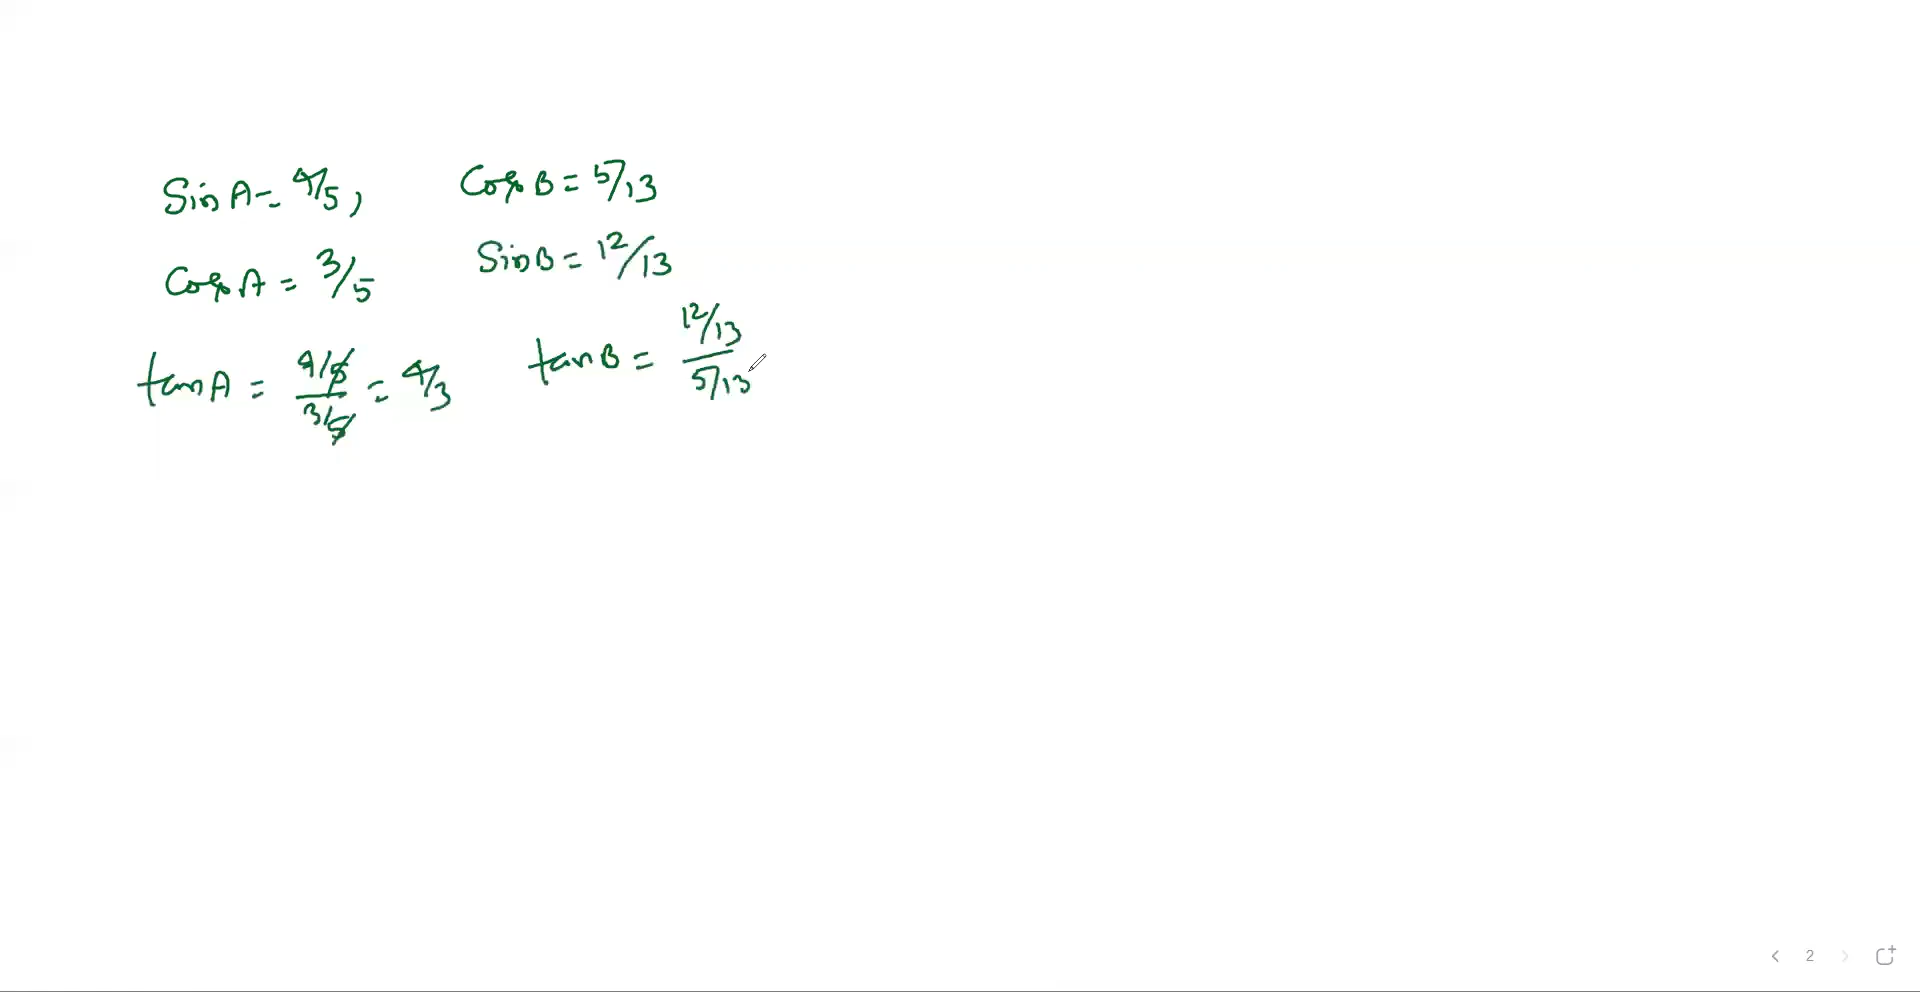 Sin A = 4/5, Cos B = 5/13
Cos A = 3/5 Sin B = 12/13
tan A = (4/5)/(3/5) = 4/3 tan B = (12/13)/(5/13)
2